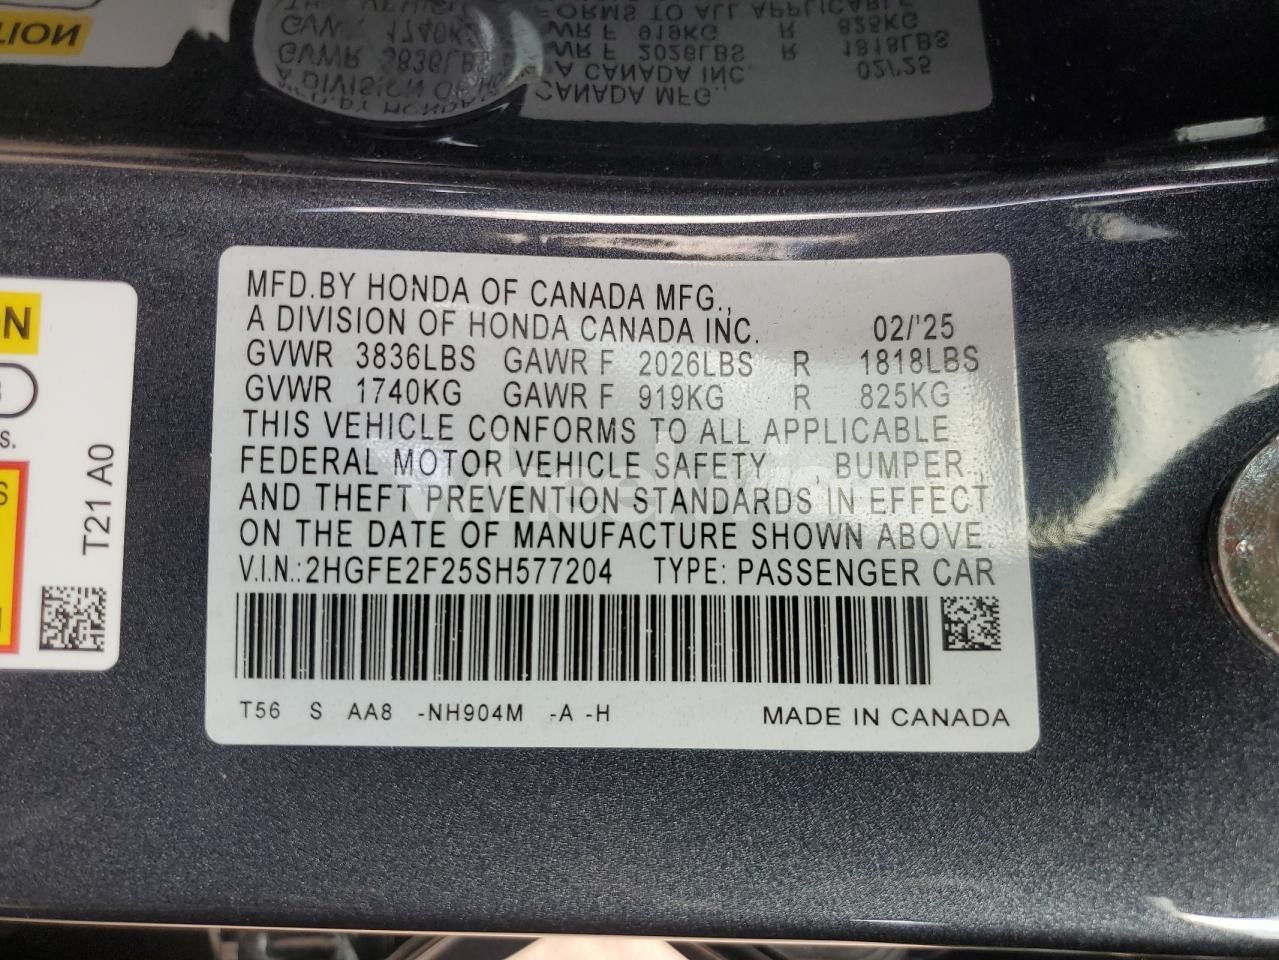 MFD.BY HONDA OF CANADA MFG.,
A DIVISION OF HONDA CANADA INC. 02/'25
GVWR 3836LBS GAWR F 2026LBS R 1818LBS
GVWR 1740KG GAWR F 919KG R 825KG
THIS VEHICLE CONFORMS TO ALL APPLICABLE
FEDERAL MOTOR VEHICLE SAFETY , BUMPER ,
AND THEFT PREVENTION STANDARDS IN EFFECT
ON THE DATE OF MANUFACTURE SHOWN ABOVE
V.I.N.: 2HGFE2F25SH577204 TYPE: PASSENGER CAR
T56 S AA8 -NH904M -A -H MADE IN CANADA
T21 A0